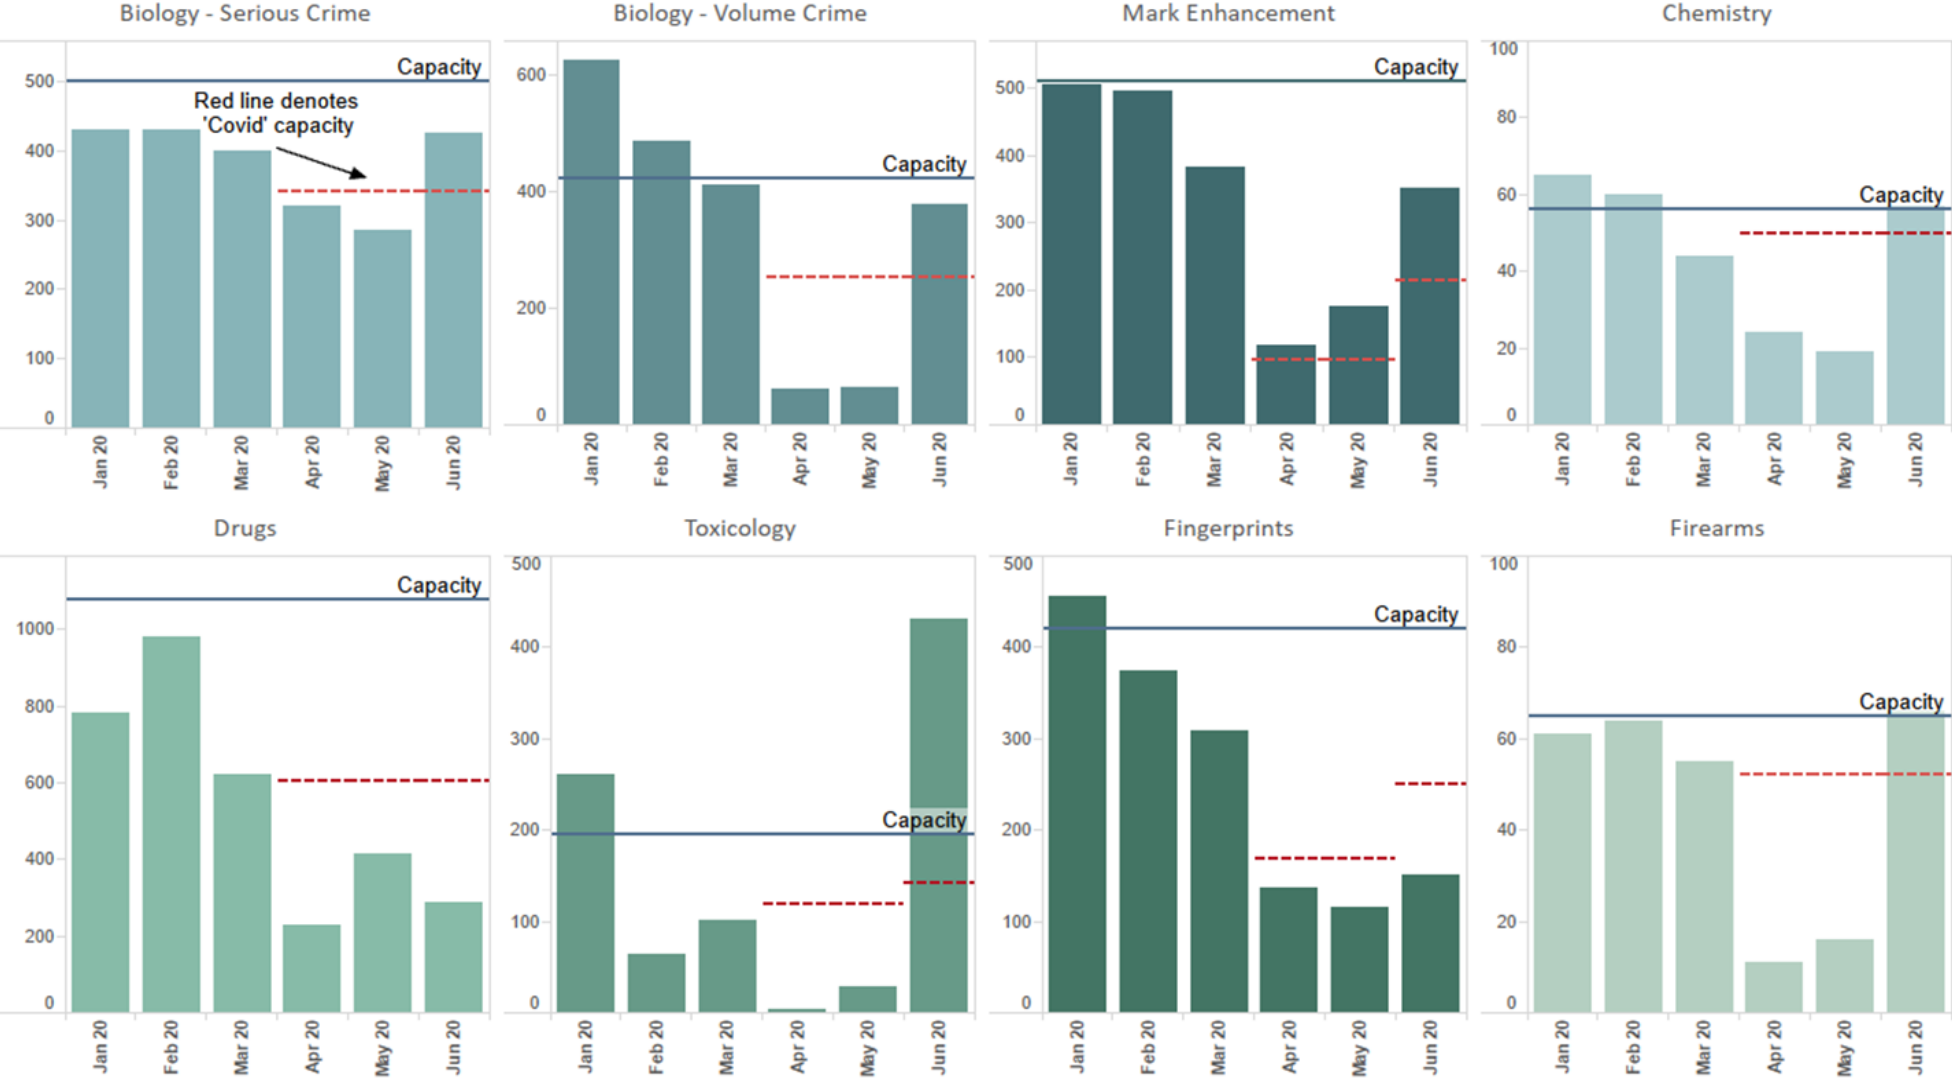 Biology - Serious Crime
500
400
300
200
100
0
Capacity
Red line denotes
'Covid' capacity
Jan 20
Feb 20
Mar 20
Apr 20
May 20
Jun 20
Biology - Volume Crime
600
400
200
0
Capacity
Jan 20
Feb 20
Mar 20
Apr 20
May 20
Jun 20
Mark Enhancement
500
400
300
200
100
0
Capacity
Jan 20
Feb 20
Mar 20
Apr 20
May 20
Jun 20
Chemistry
100
80
60
40
20
0
Capacity
Jan 20
Feb 20
Mar 20
Apr 20
May 20
Jun 20
Drugs
1000
800
600
400
200
0
Capacity
Jan 20
Feb 20
Mar 20
Apr 20
May 20
Jun 20
Toxicology
500
400
300
200
100
0
Capacity
Jan 20
Feb 20
Mar 20
Apr 20
May 20
Jun 20
Fingerprints
500
400
300
200
100
0
Capacity
Jan 20
Feb 20
Mar 20
Apr 20
May 20
Jun 20
Firearms
100
80
60
40
20
0
Capacity
Jan 20
Feb 20
Mar 20
Apr 20
May 20
Jun 20